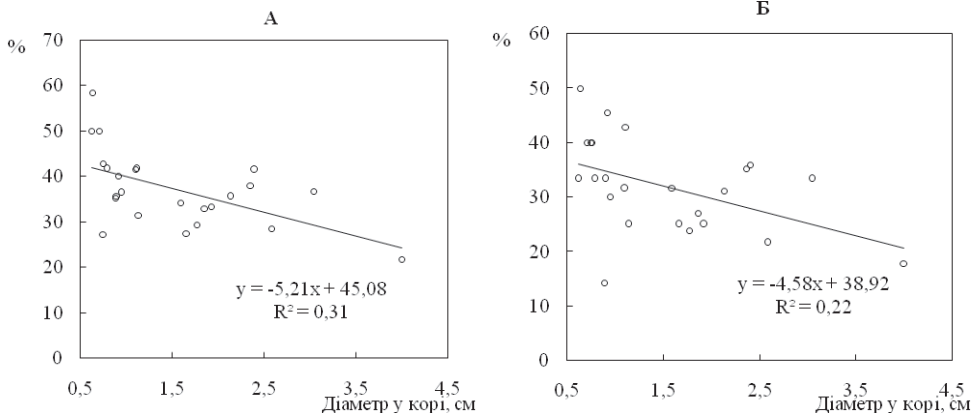 А
%
70
60
50
40
30
20
10
0
y = -5,21x + 45,08
R² = 0,31
0,5 1,5 2,5 3,5 4,5
Діаметр у корі, см
Б
%
60
50
40
30
20
10
0
y = -4,58x + 38,92
R² = 0,22
0,5 1,5 2,5 3,5 4,5
Діаметр у корі, см